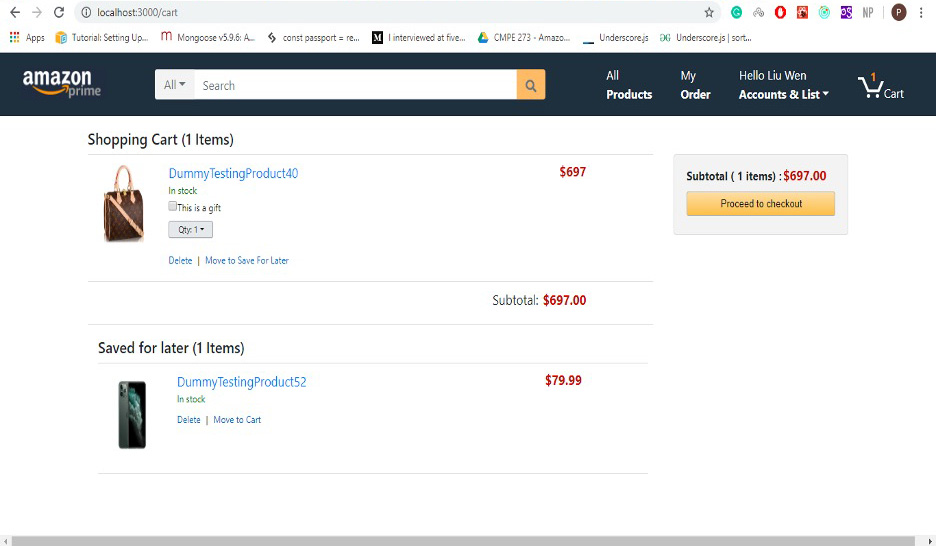 localhost:3000/cart
NP
P
Apps
Tutorial: Setting Up...
Mongoose v5.9.6: A...
const passport = re...
M
I interviewed at five...
CMPE 273 - Amazo...
Underscore.js
Underscore.js | sort...
amazon
prime
All
Search
All
Products
My
Order
Hello Liu Wen
Accounts & List
1
Cart
Shopping Cart (1 Items)
DummyTestingProduct40
$697
In stock
This is a gift
Qty: 1
Delete | Move to Save For Later
Subtotal: $697.00
Subtotal ( 1 items) :$697.00
Proceed to checkout
Saved for later (1 Items)
DummyTestingProduct52
$79.99
In stock
Delete | Move to Cart